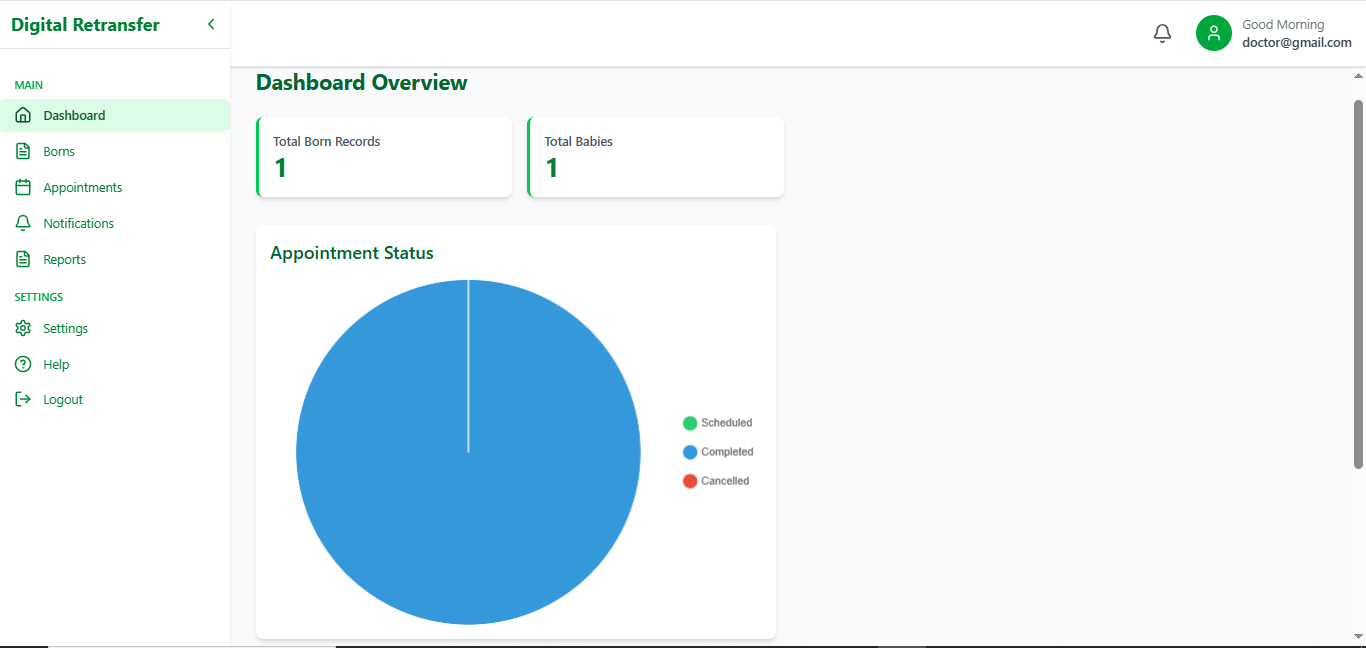 Digital Retransfer
Good Morning
doctor@gmail.com
MAIN
Dashboard
Borns
Appointments
Notifications
Reports
SETTINGS
Settings
Help
Logout
Dashboard Overview
Total Born Records
1
Total Babies
1
Appointment Status
Scheduled
Completed
Cancelled